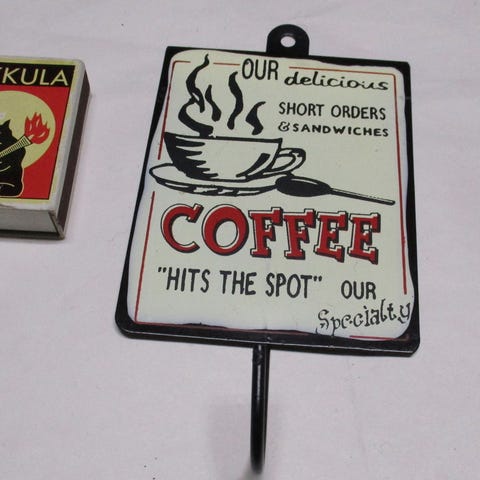 KULA
OUR delicious
SHORT ORDERS
& SANDWICHES
COFFEE
"HITS THE SPOT" OUR
Specialty